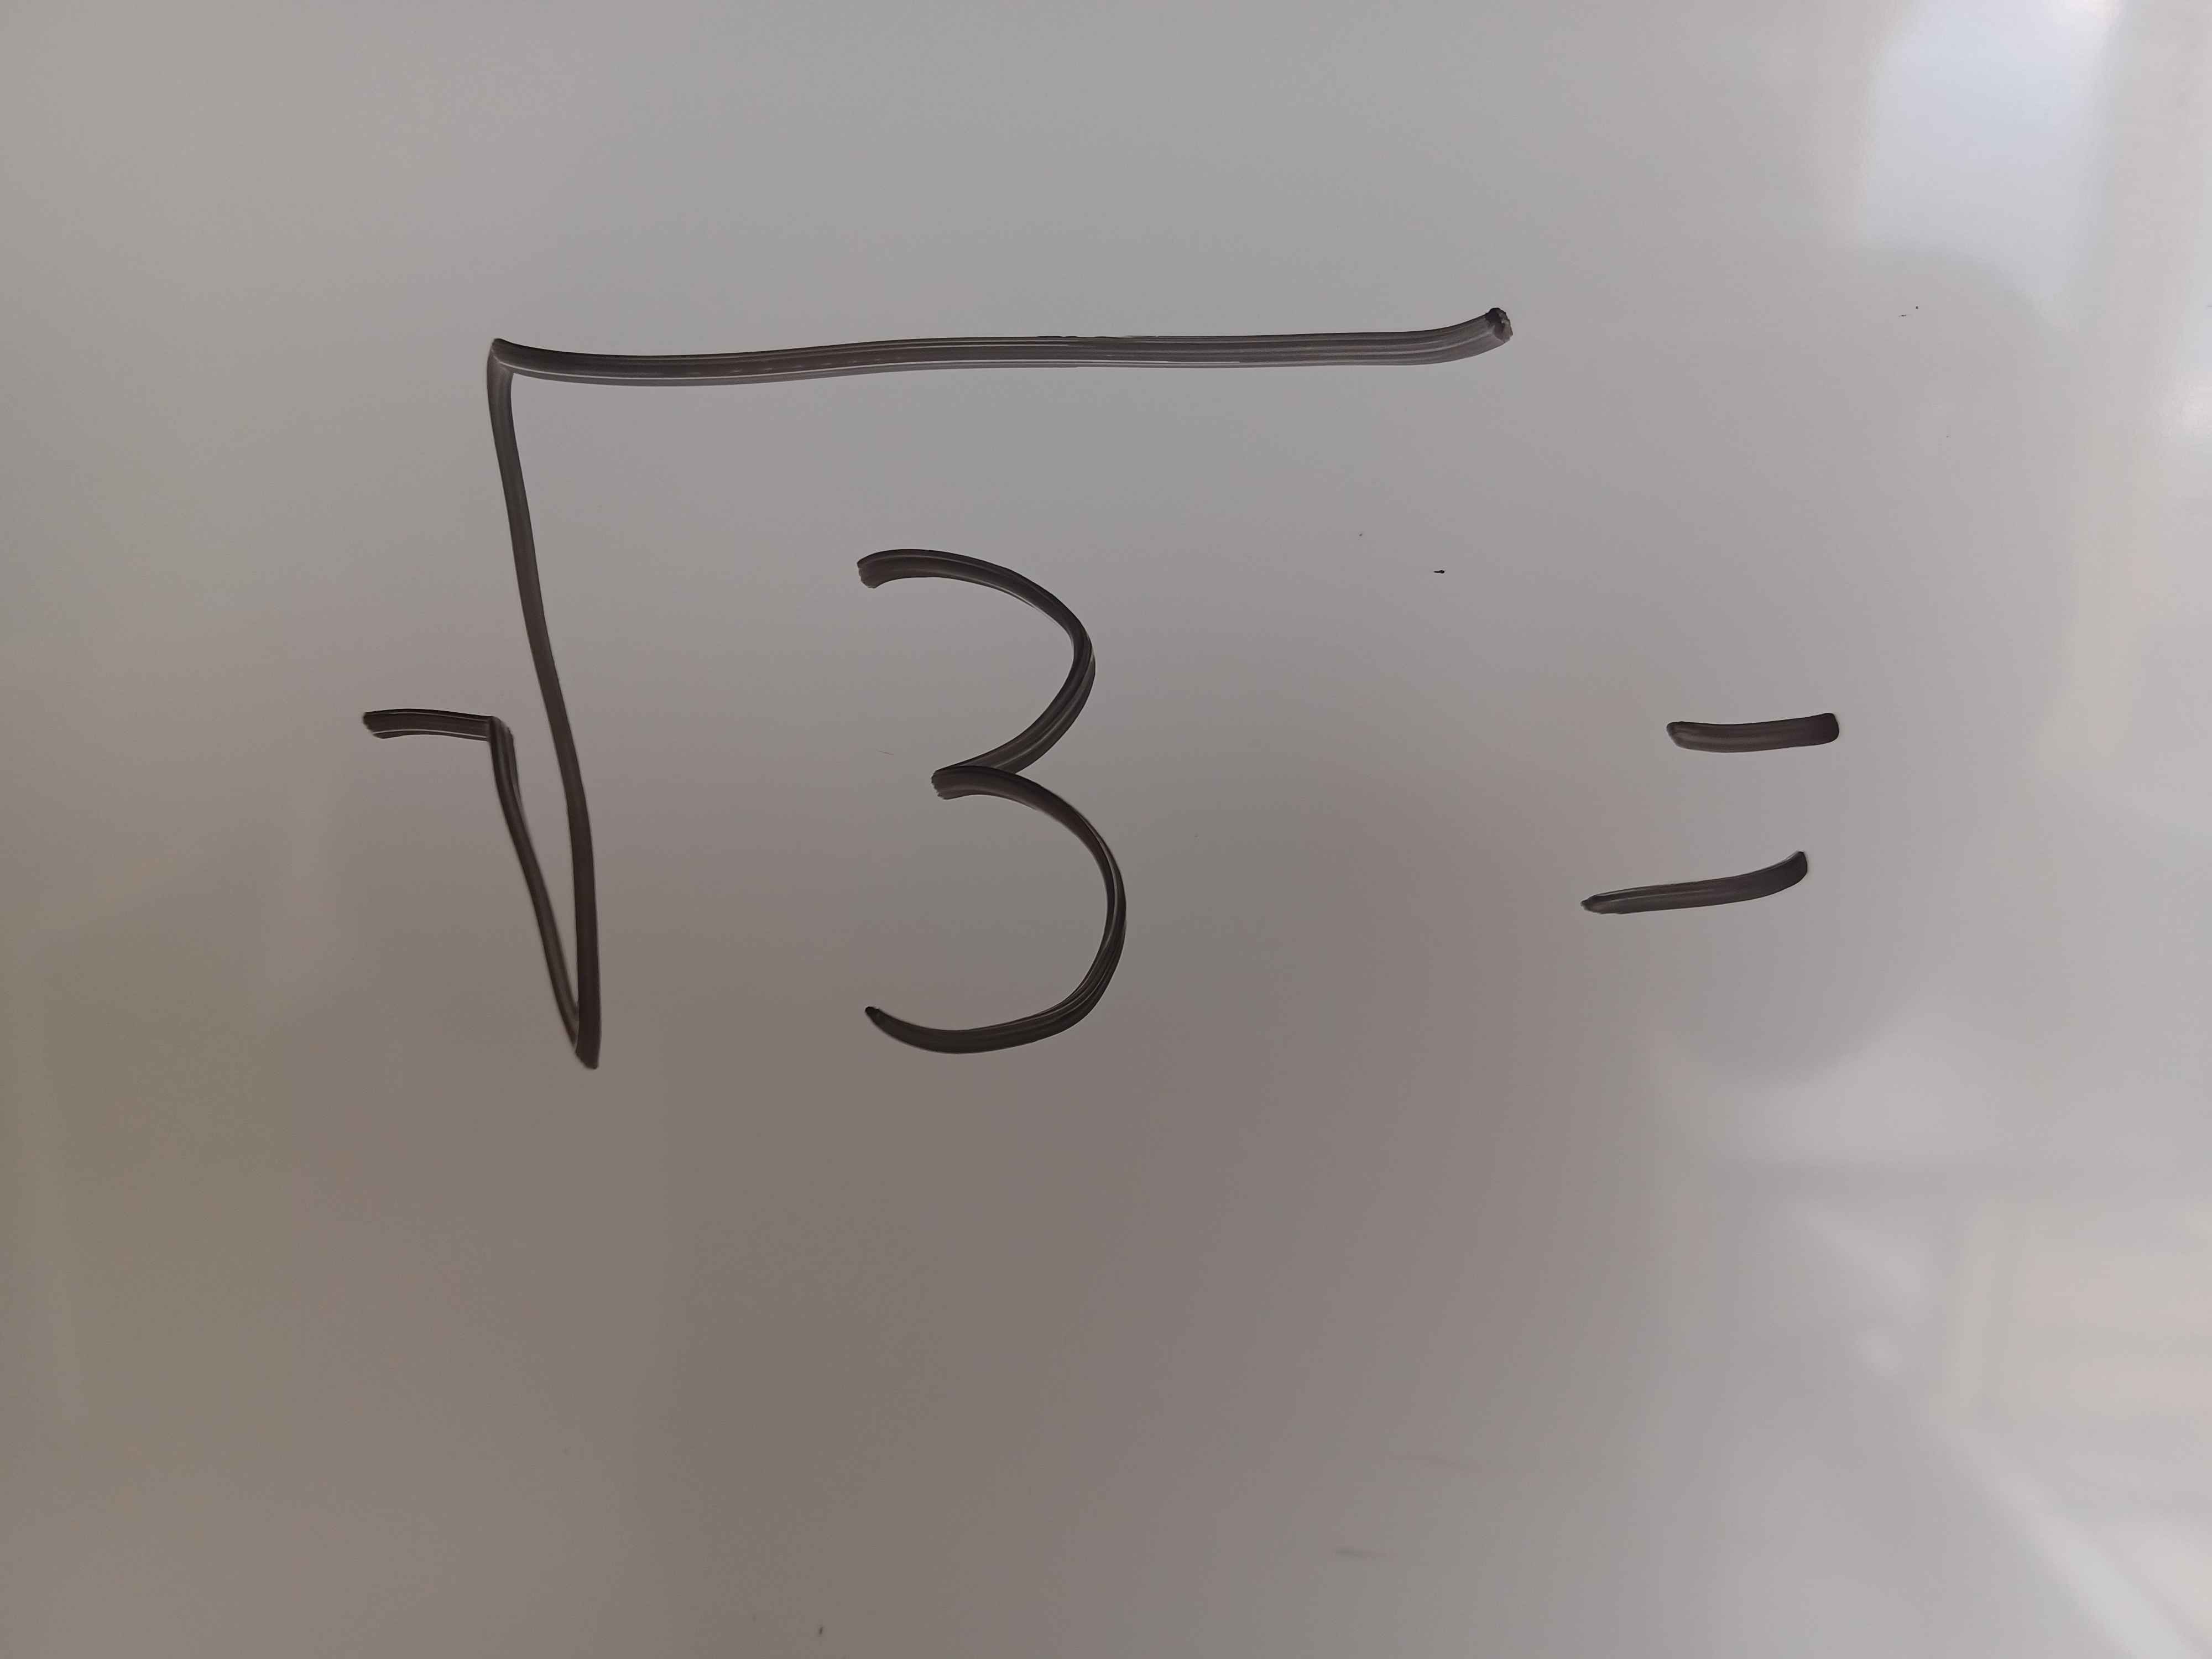 √3 =